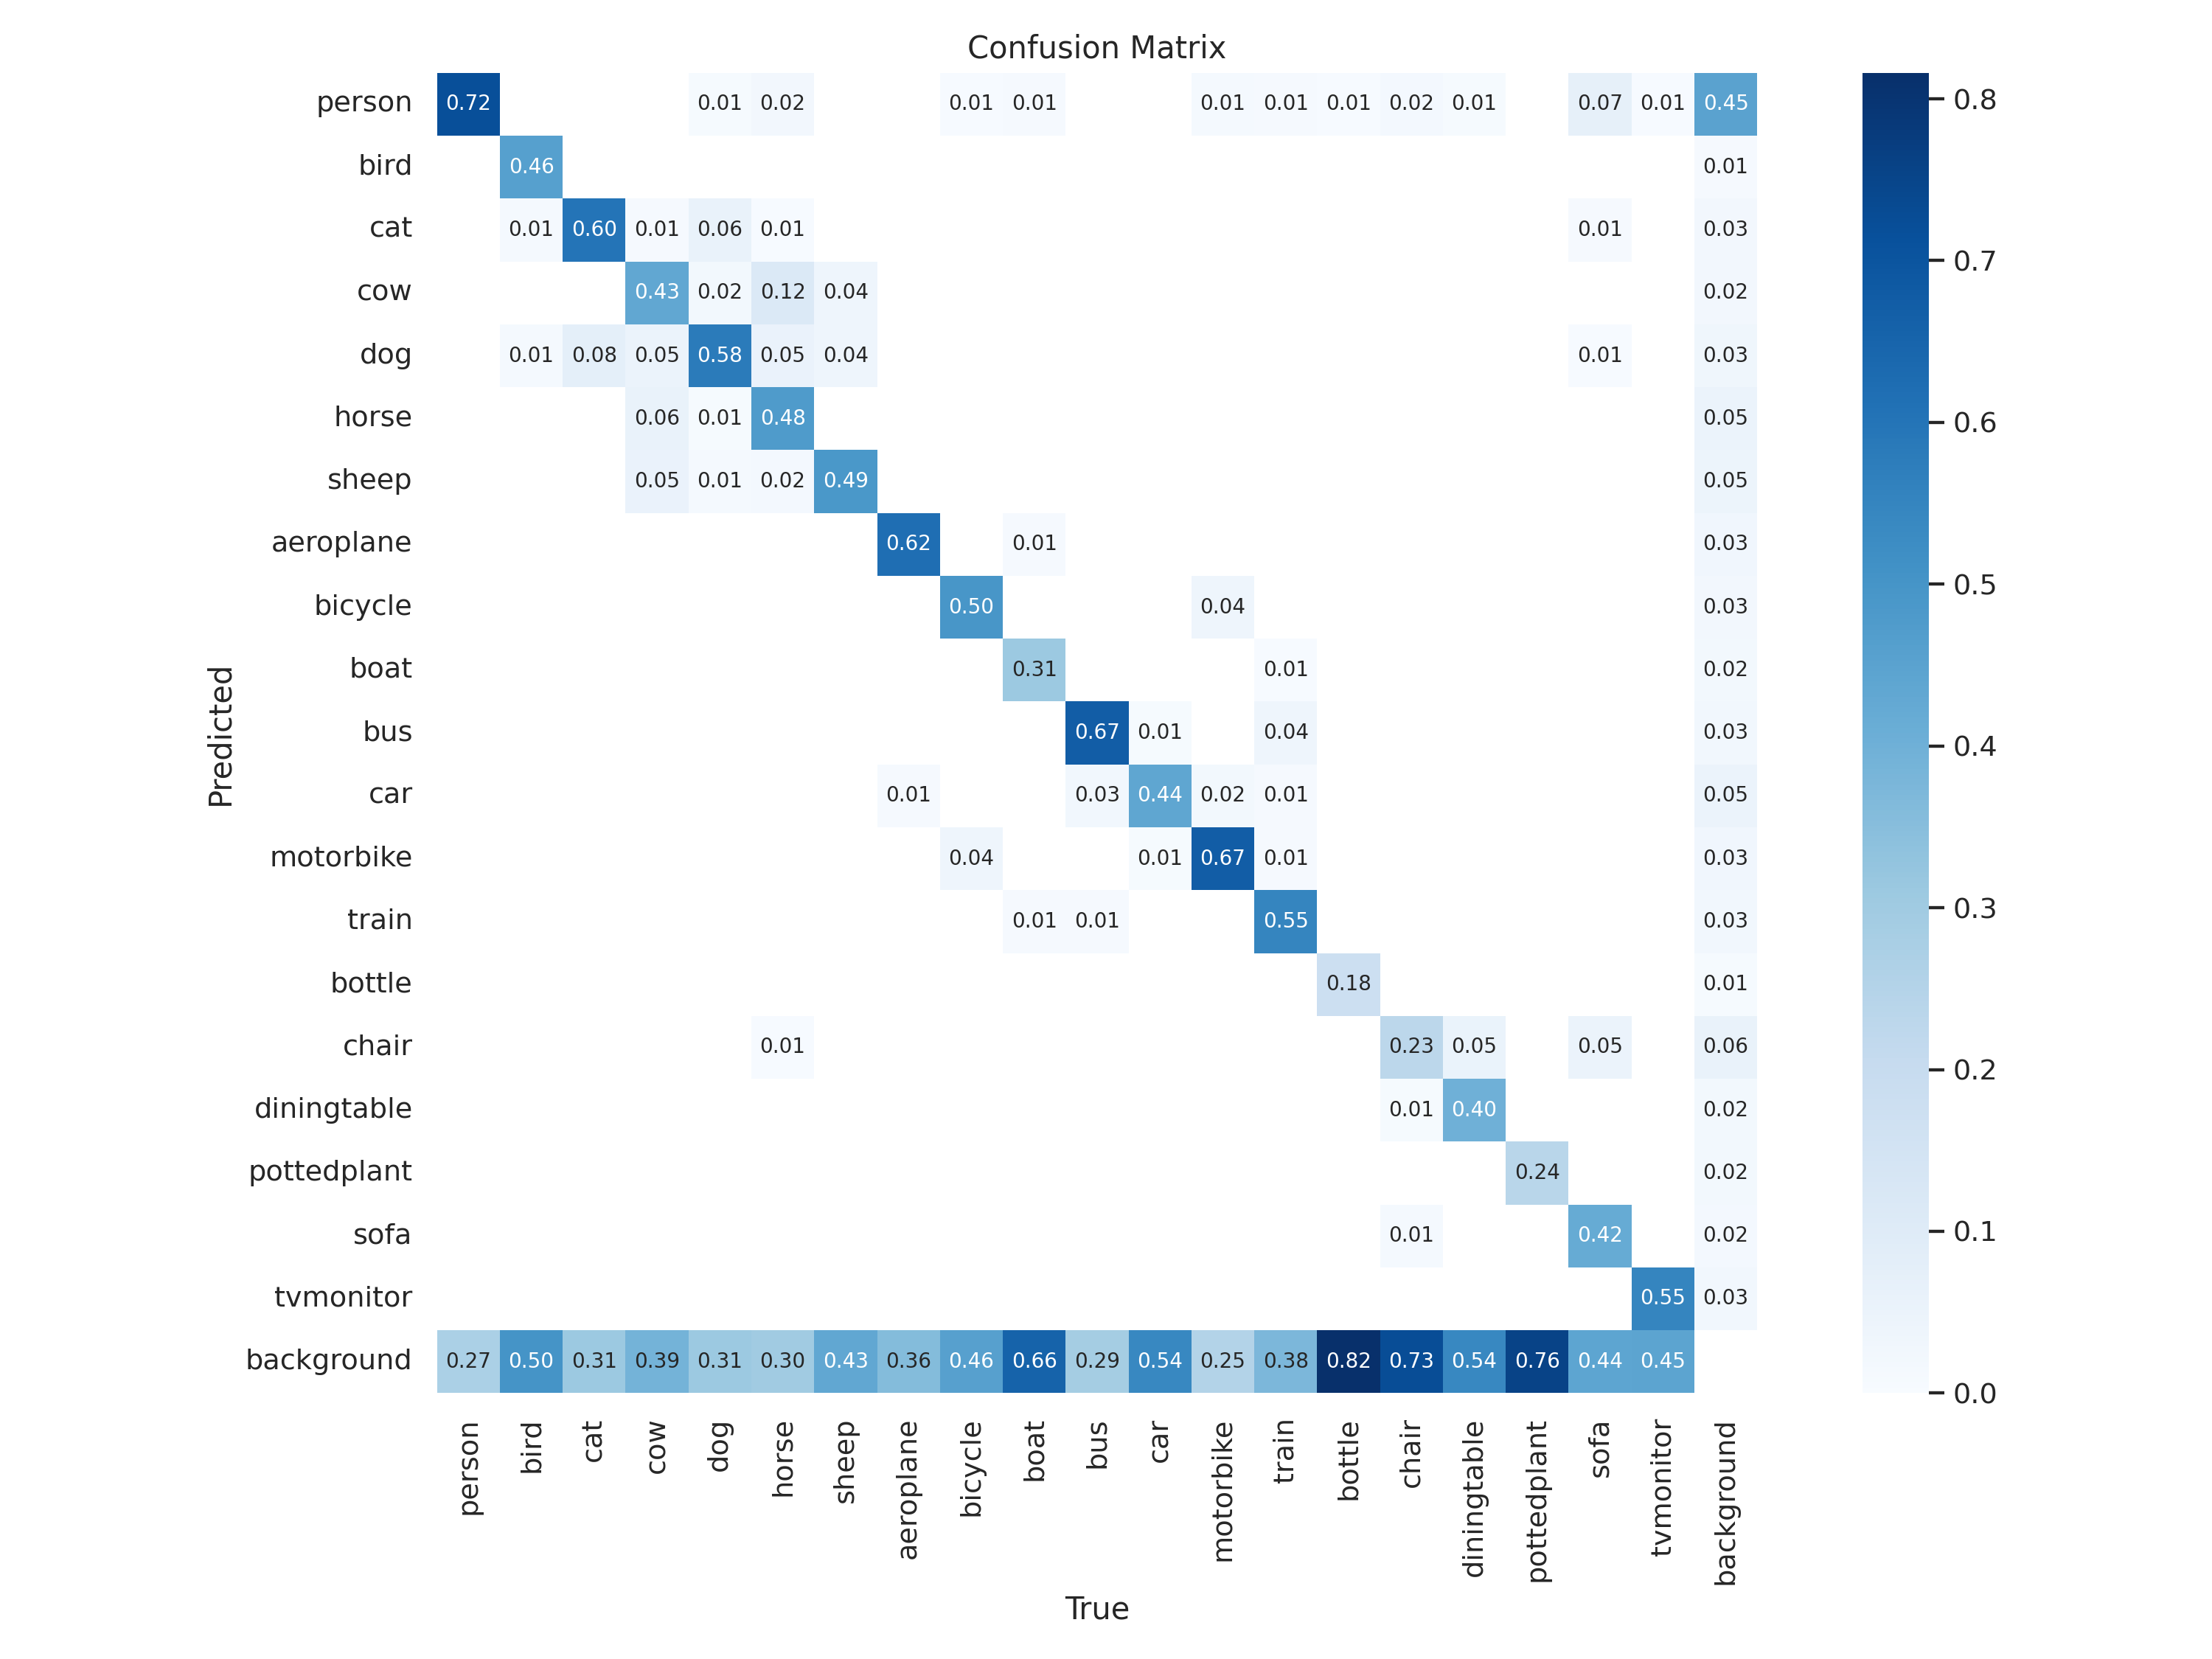 Confusion Matrix
person 0.72 0.01 0.02 0.01 0.01 0.01 0.01 0.01 0.02 0.01 0.07 0.01 0.45
bird 0.46 0.01
cat 0.01 0.60 0.01 0.06 0.01 0.01 0.03
cow 0.43 0.02 0.12 0.04 0.02
dog 0.01 0.08 0.05 0.58 0.05 0.04 0.01 0.03
horse 0.06 0.01 0.48 0.05
sheep 0.05 0.01 0.02 0.49 0.05
aeroplane 0.62 0.01 0.03
bicycle 0.50 0.04 0.03
boat 0.31 0.01 0.02
bus 0.67 0.01 0.04 0.03
car 0.01 0.03 0.44 0.02 0.01 0.05
motorbike 0.04 0.01 0.67 0.01 0.03
train 0.01 0.01 0.55 0.03
bottle 0.18 0.01
chair 0.01 0.23 0.05 0.05 0.06
diningtable 0.01 0.40 0.02
pottedplant 0.24 0.02
sofa 0.01 0.42 0.02
tvmonitor 0.55 0.03
background 0.27 0.50 0.31 0.39 0.31 0.30 0.43 0.36 0.46 0.66 0.29 0.54 0.25 0.38 0.82 0.73 0.54 0.76 0.44 0.45
Predicted
person bird cat cow dog horse sheep aeroplane bicycle boat bus car motorbike train bottle chair diningtable pottedplant sofa tvmonitor background
True
0.8
0.7
0.6
0.5
0.4
0.3
0.2
0.1
0.0